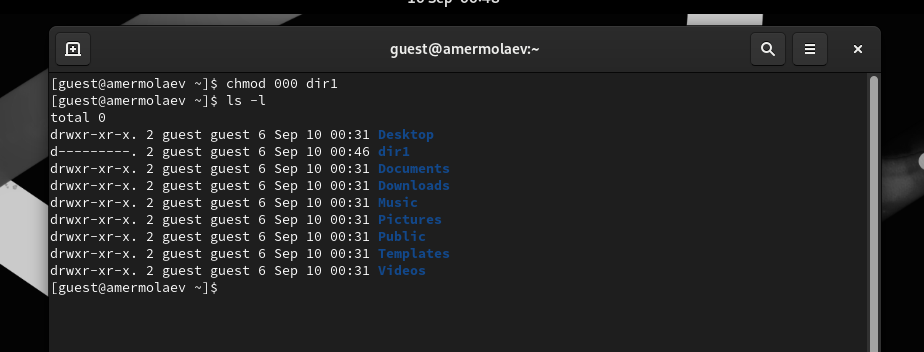 guest@amermolaev:~
[guest@amermolaev ~]$ chmod 000 dir1
[guest@amermolaev ~]$ ls -l
total 0
drwxr-xr-x. 2 guest guest 6 Sep 10 00:31 Desktop
d---------. 2 guest guest 6 Sep 10 00:46 dir1
drwxr-xr-x. 2 guest guest 6 Sep 10 00:31 Documents
drwxr-xr-x. 2 guest guest 6 Sep 10 00:31 Downloads
drwxr-xr-x. 2 guest guest 6 Sep 10 00:31 Music
drwxr-xr-x. 2 guest guest 6 Sep 10 00:31 Pictures
drwxr-xr-x. 2 guest guest 6 Sep 10 00:31 Public
drwxr-xr-x. 2 guest guest 6 Sep 10 00:31 Templates
drwxr-xr-x. 2 guest guest 6 Sep 10 00:31 Videos
[guest@amermolaev ~]$